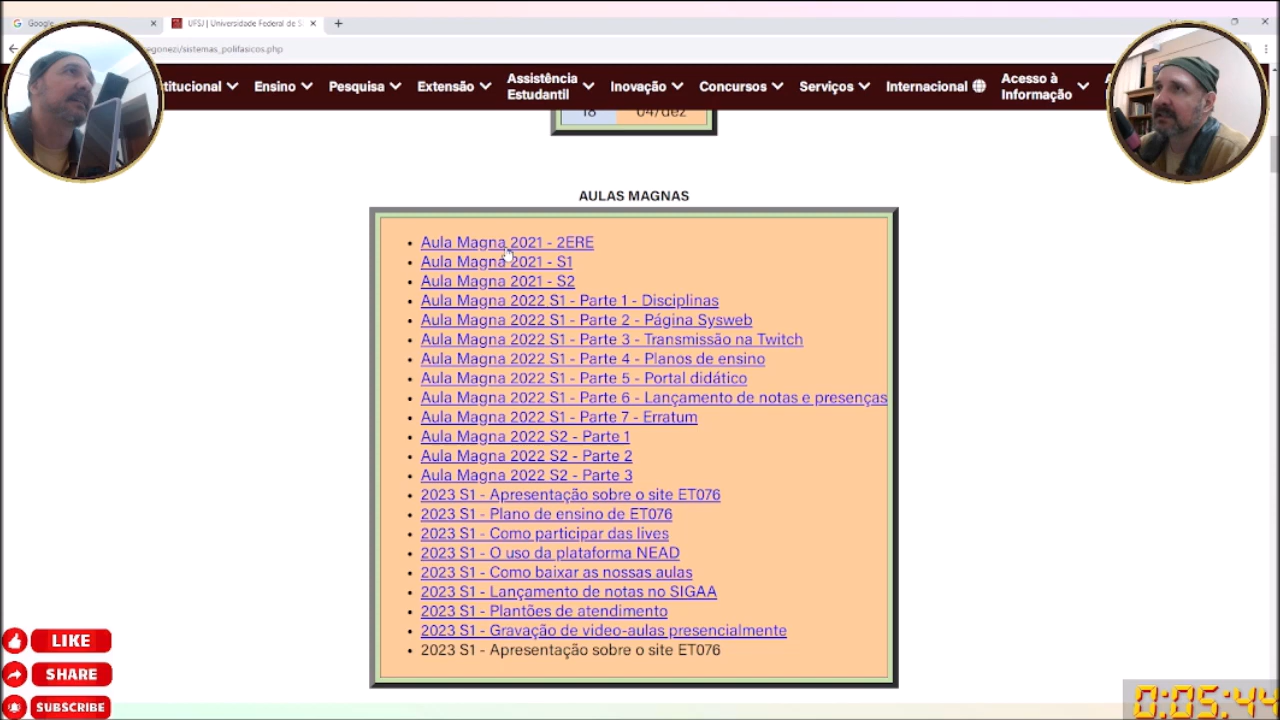 Google
UFSJ | Universidade Federal de S
egonezi/sistemas_polifasicos.php
titucional
Ensino
Pesquisa
Extensão
Assistência
Estudantil
Inovação
Concursos
Serviços
Internacional
Acesso à
Informação
18 04/dez
AULAS MAGNAS
• Aula Magna 2021 - 2ERE
• Aula Magna 2021 - S1
• Aula Magna 2021 - S2
• Aula Magna 2022 S1 - Parte 1 - Disciplinas
• Aula Magna 2022 S1 - Parte 2 - Página Sysweb
• Aula Magna 2022 S1 - Parte 3 - Transmissão na Twitch
• Aula Magna 2022 S1 - Parte 4 - Planos de ensino
• Aula Magna 2022 S1 - Parte 5 - Portal didático
• Aula Magna 2022 S1 - Parte 6 - Lançamento de notas e presenças
• Aula Magna 2022 S1 - Parte 7 - Erratum
• Aula Magna 2022 S2 - Parte 1
• Aula Magna 2022 S2 - Parte 2
• Aula Magna 2022 S2 - Parte 3
• 2023 S1 - Apresentação sobre o site ET076
• 2023 S1 - Plano de ensino de ET076
• 2023 S1 - Como participar das lives
• 2023 S1 - O uso da plataforma NEAD
• 2023 S1 - Como baixar as nossas aulas
• 2023 S1 - Lançamento de notas no SIGAA
• 2023 S1 - Plantões de atendimento
• 2023 S1 - Gravação de video-aulas presencialmente
• 2023 S1 - Apresentação sobre o site ET076
LIKE
SHARE
SUBSCRIBE
0:05:44